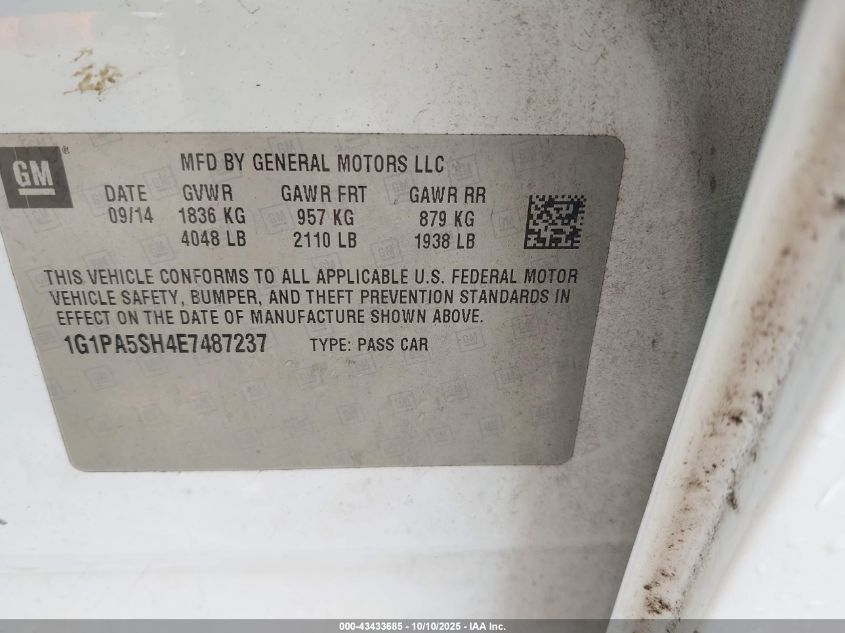 GM®
MFD BY GENERAL MOTORS LLC
DATE GVWR GAWR FRT GAWR RR
09/14 1836 KG 957 KG 879 KG
4048 LB 2110 LB 1938 LB
THIS VEHICLE CONFORMS TO ALL APPLICABLE U.S. FEDERAL MOTOR
VEHICLE SAFETY, BUMPER, AND THEFT PREVENTION STANDARDS IN
EFFECT ON THE DATE OF MANUFACTURE SHOWN ABOVE.
1G1PA5SH4E7487237 TYPE: PASS CAR
000-43433685 - 10/10/2025 - IAA Inc.